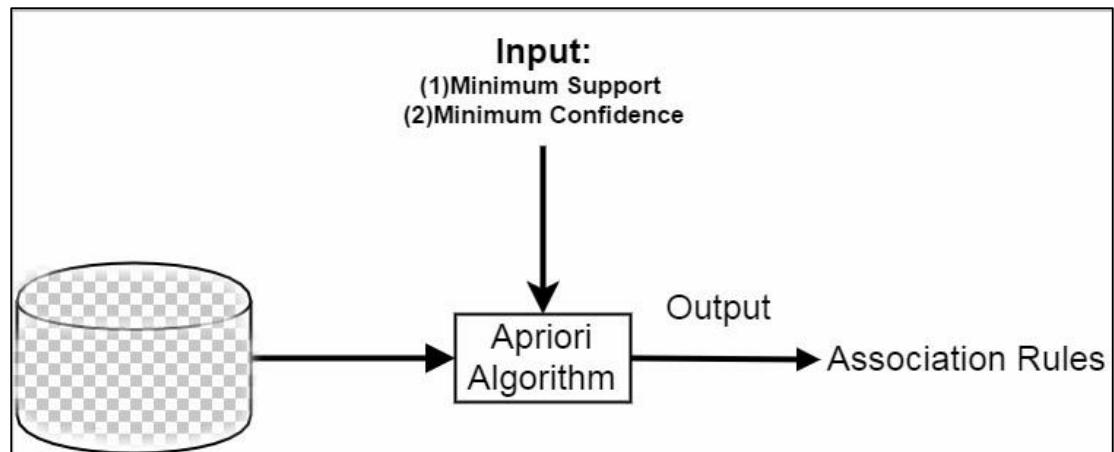 Input:
(1)Minimum Support
(2)Minimum Confidence
Output
Apriori
Algorithm
Association Rules